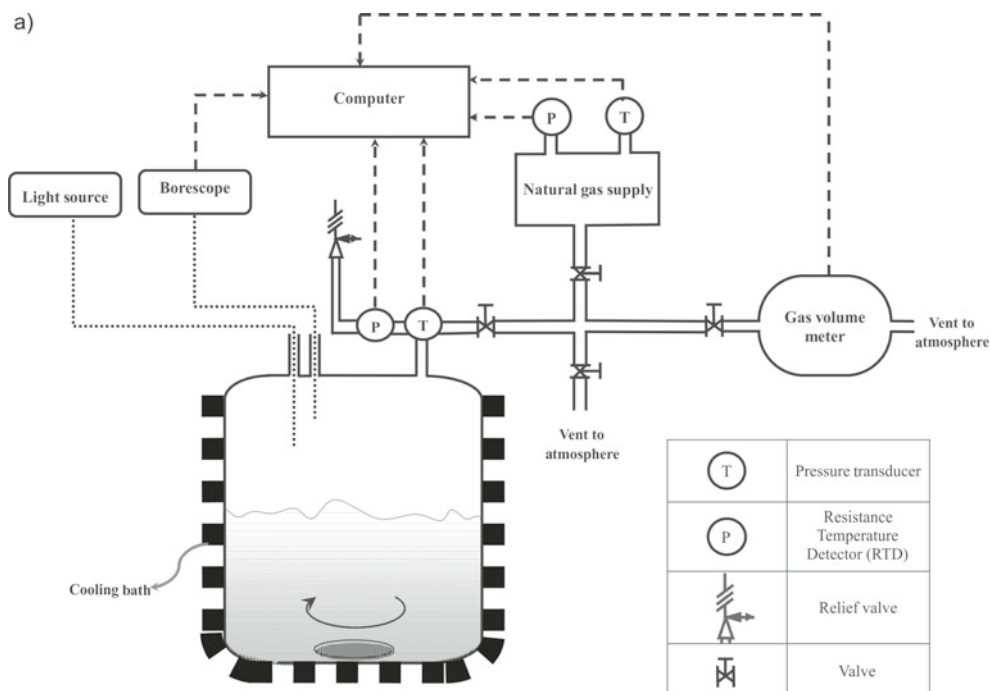 a)
Computer
P
T
Natural gas supply
Light source
Borescope
P
T
Gas volume
meter
Vent to
atmosphere
Vent to
atmosphere
Cooling bath
T
Pressure transducer
P
Resistance
Temperature
Detector (RTD)
Relief valve
Valve